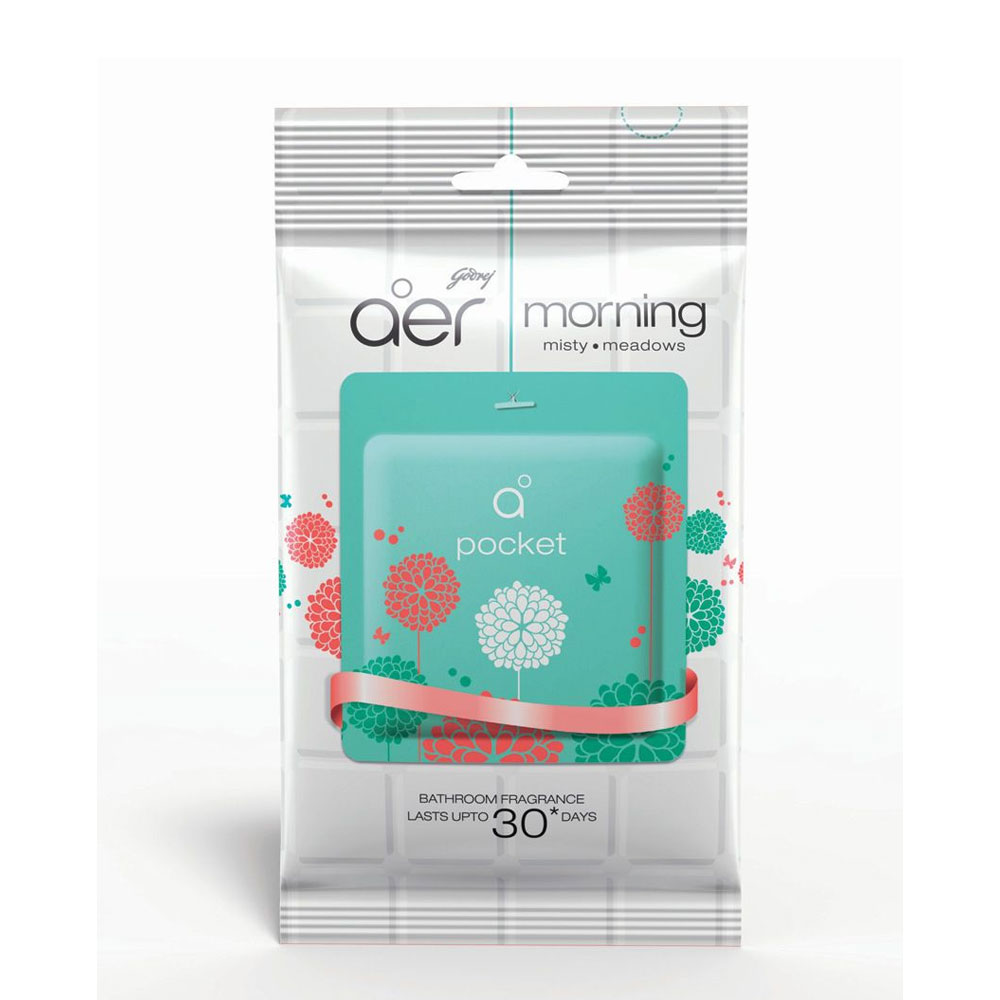 Godrej
aer morning
misty • meadows
a
pocket
BATHROOM FRAGRANCE
LASTS UPTO 30* DAYS